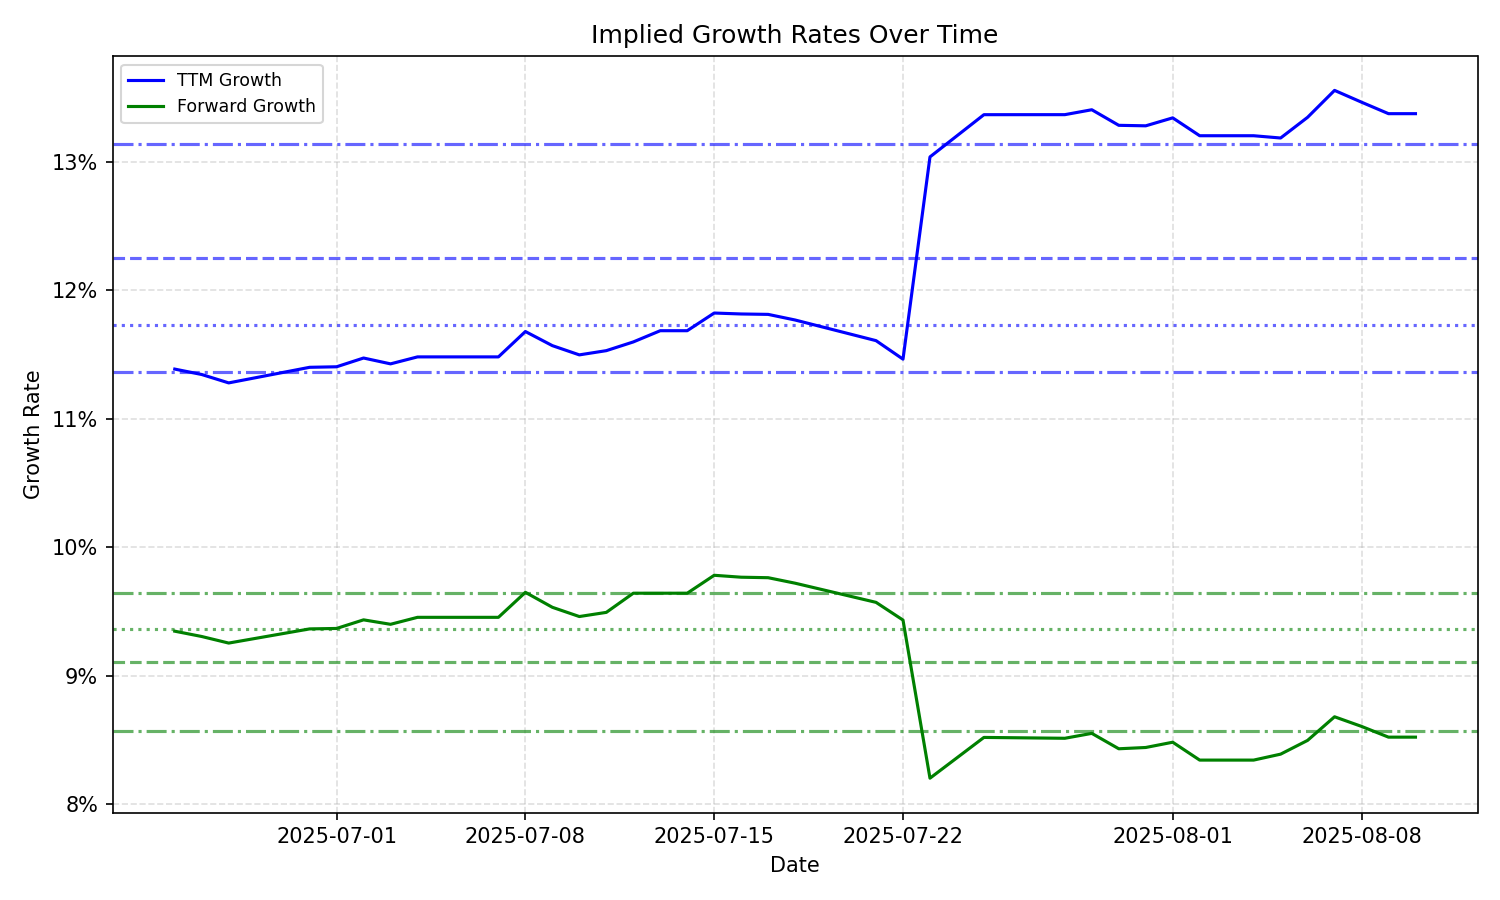 Implied Growth Rates Over Time
TTM Growth
Forward Growth
Growth Rate
13%
12%
11%
10%
9%
8%
2025-07-01
2025-07-08
2025-07-15
2025-07-22
2025-08-01
2025-08-08
Date